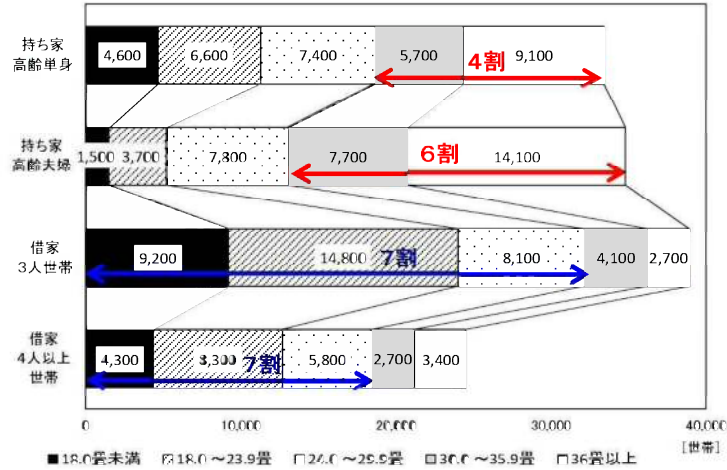 持ち家
高齢単身
4,600 6,600 7,400 5,700 9,100
4割
持ち家
高齢夫婦
1,500 3,700 7,800 7,700 14,100
6割
借家
3人世帯
9,200 14,800 8,100 4,100 2,700
7割
借家
4人以上
世帯
4,300 8,300 5,800 2,700 3,400
7割
0 10,000 20,000 30,000 40,000
[世帯]
■18.0畳未満 18.0～23.9畳 24.0～29.9畳 30.0～35.9畳 36畳以上